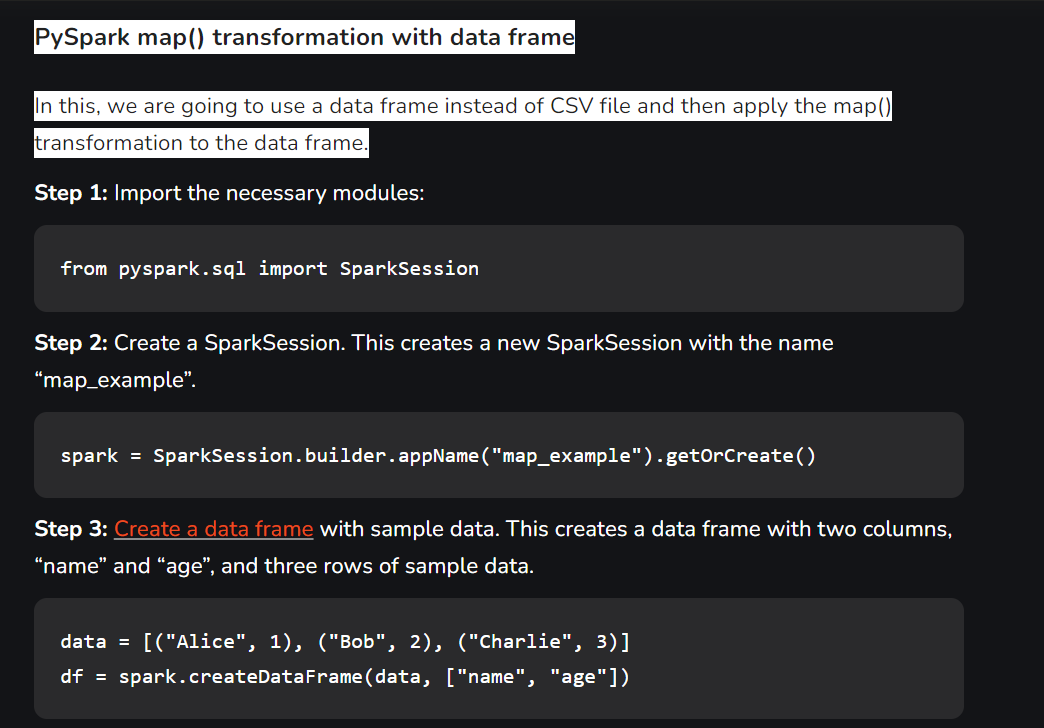 PySpark map() transformation with data frame
In this, we are going to use a data frame instead of CSV file and then apply the map()
transformation to the data frame.
Step 1: Import the necessary modules:
from pyspark.sql import SparkSession
Step 2: Create a SparkSession. This creates a new SparkSession with the name
“map_example”.
spark = SparkSession.builder.appName("map_example").getOrCreate()
Step 3: Create a data frame with sample data. This creates a data frame with two columns,
“name” and “age”, and three rows of sample data.
data = [("Alice", 1), ("Bob", 2), ("Charlie", 3)]
df = spark.createDataFrame(data, ["name", "age"])